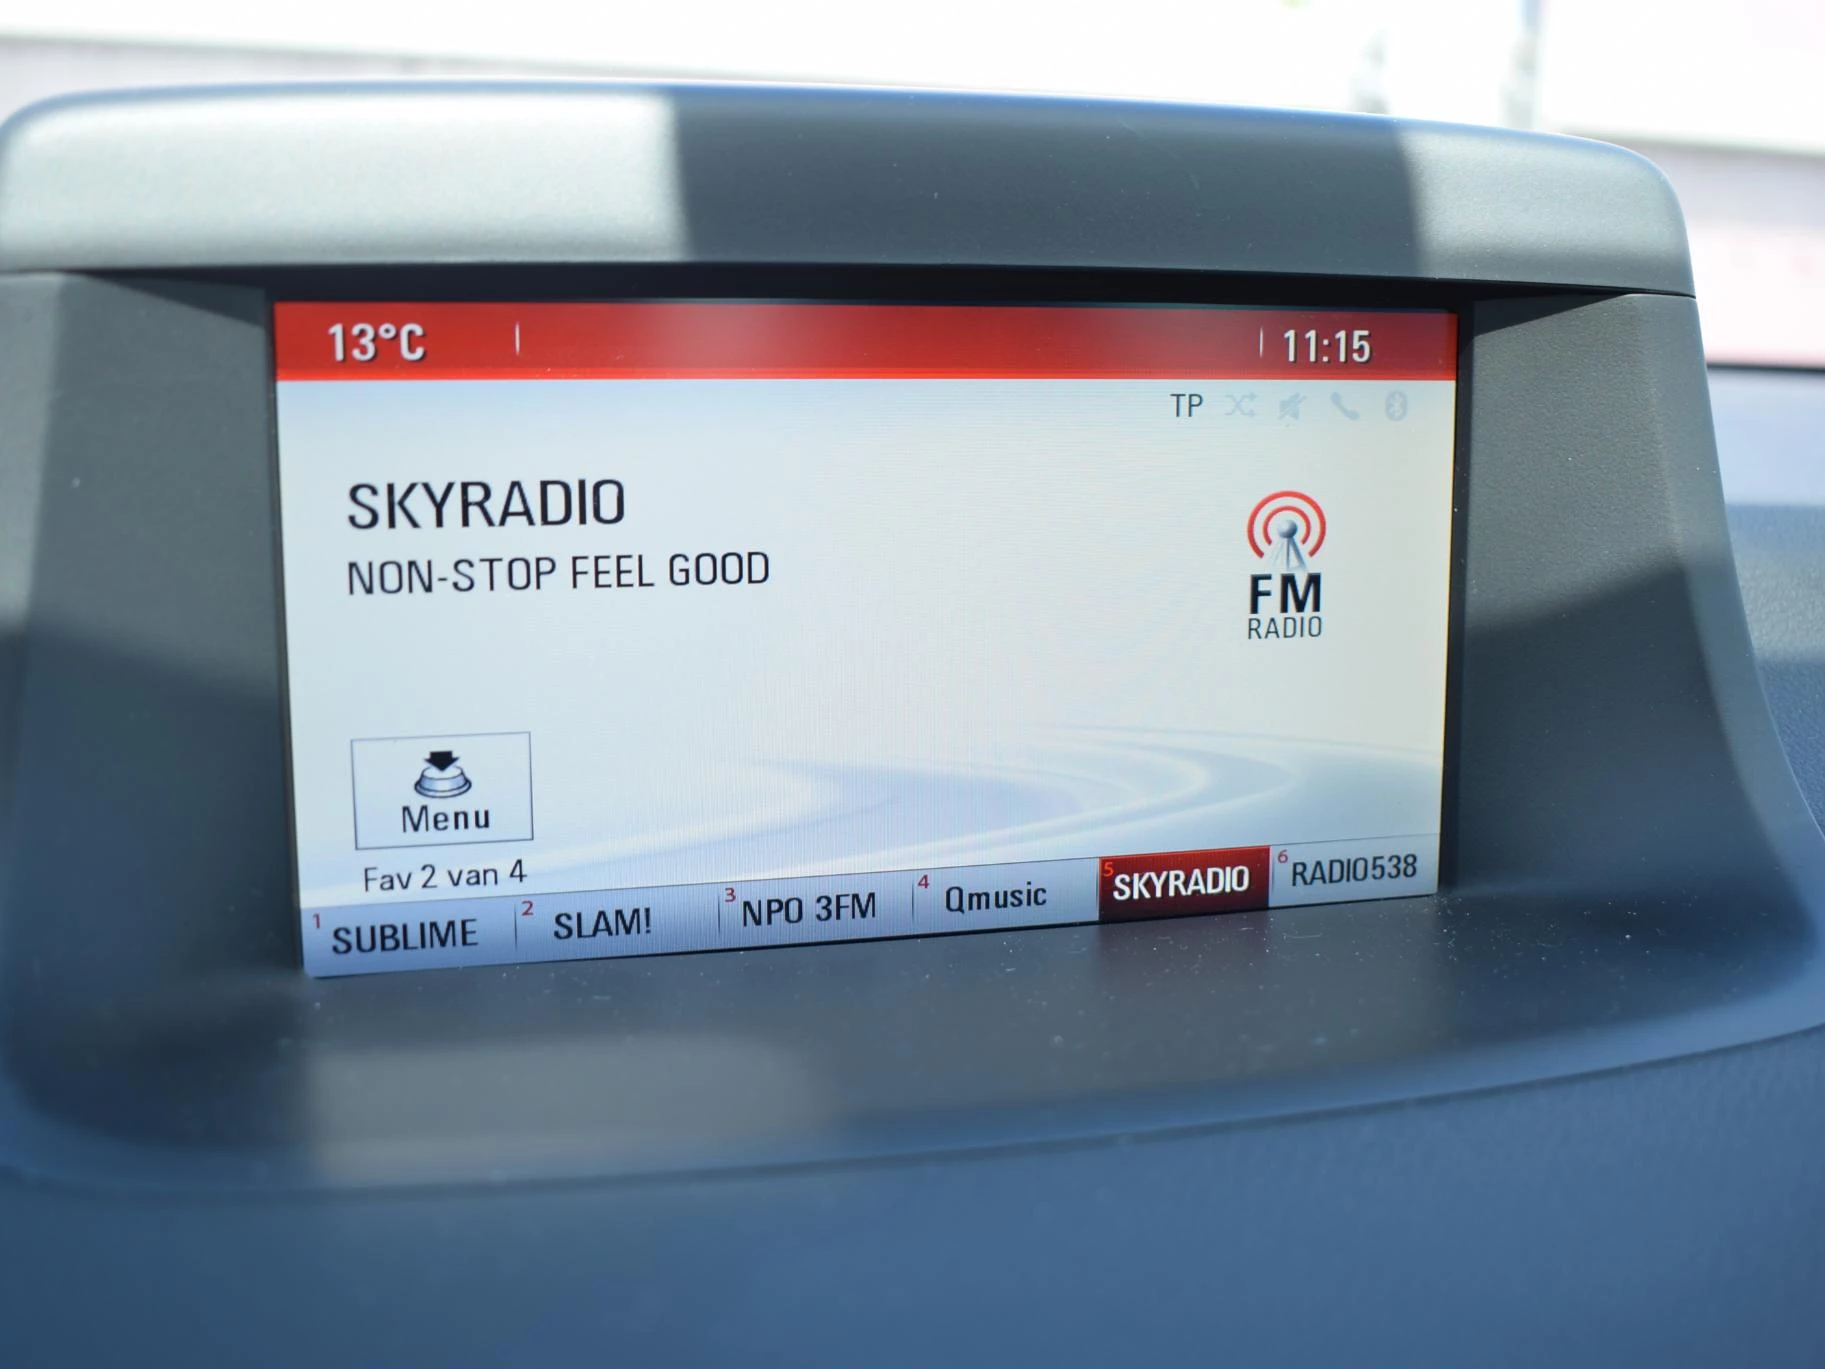 13°C
11:15
TP
SKYRADIO
NON-STOP FEEL GOOD
FM
RADIO
Menu
Fav 2 van 4
1 SUBLIME 2 SLAM! 3 NPO 3FM 4 Qmusic 5 SKYRADIO 6 RADIO538